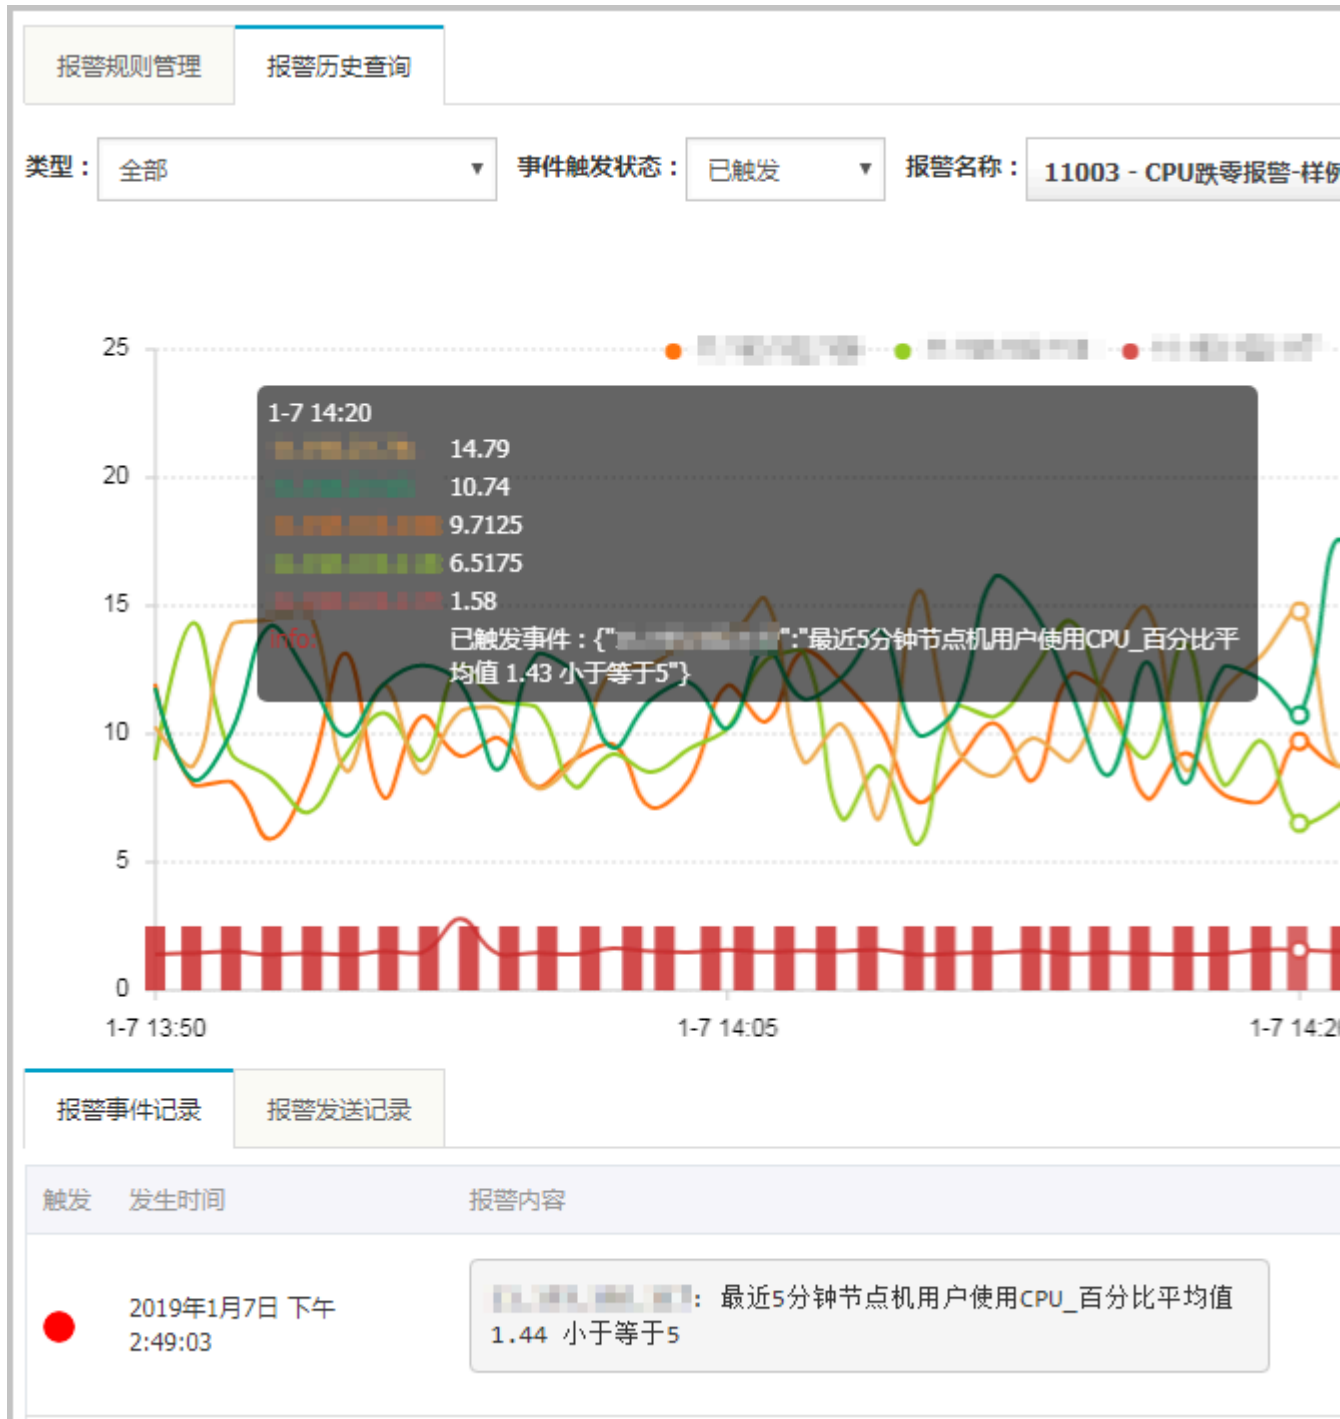 报警规则管理 报警历史查询
类型： 全部 事件触发状态： 已触发 报警名称： 11003 - CPU跌零报警-样例
25
20
15
10
5
0
1-7 14:20
14.79
10.74
9.7125
6.5175
1.58
info: 已触发事件：{" ":"最近5分钟节点机用户使用CPU_百分比平
均值 1.43 小于等于5"}
1-7 13:50 1-7 14:05 1-7 14:20
报警事件记录 报警发送记录
触发 发生时间 报警内容
2019年1月7日 下午
2:49:03
: 最近5分钟节点机用户使用CPU_百分比平均值
1.44 小于等于5